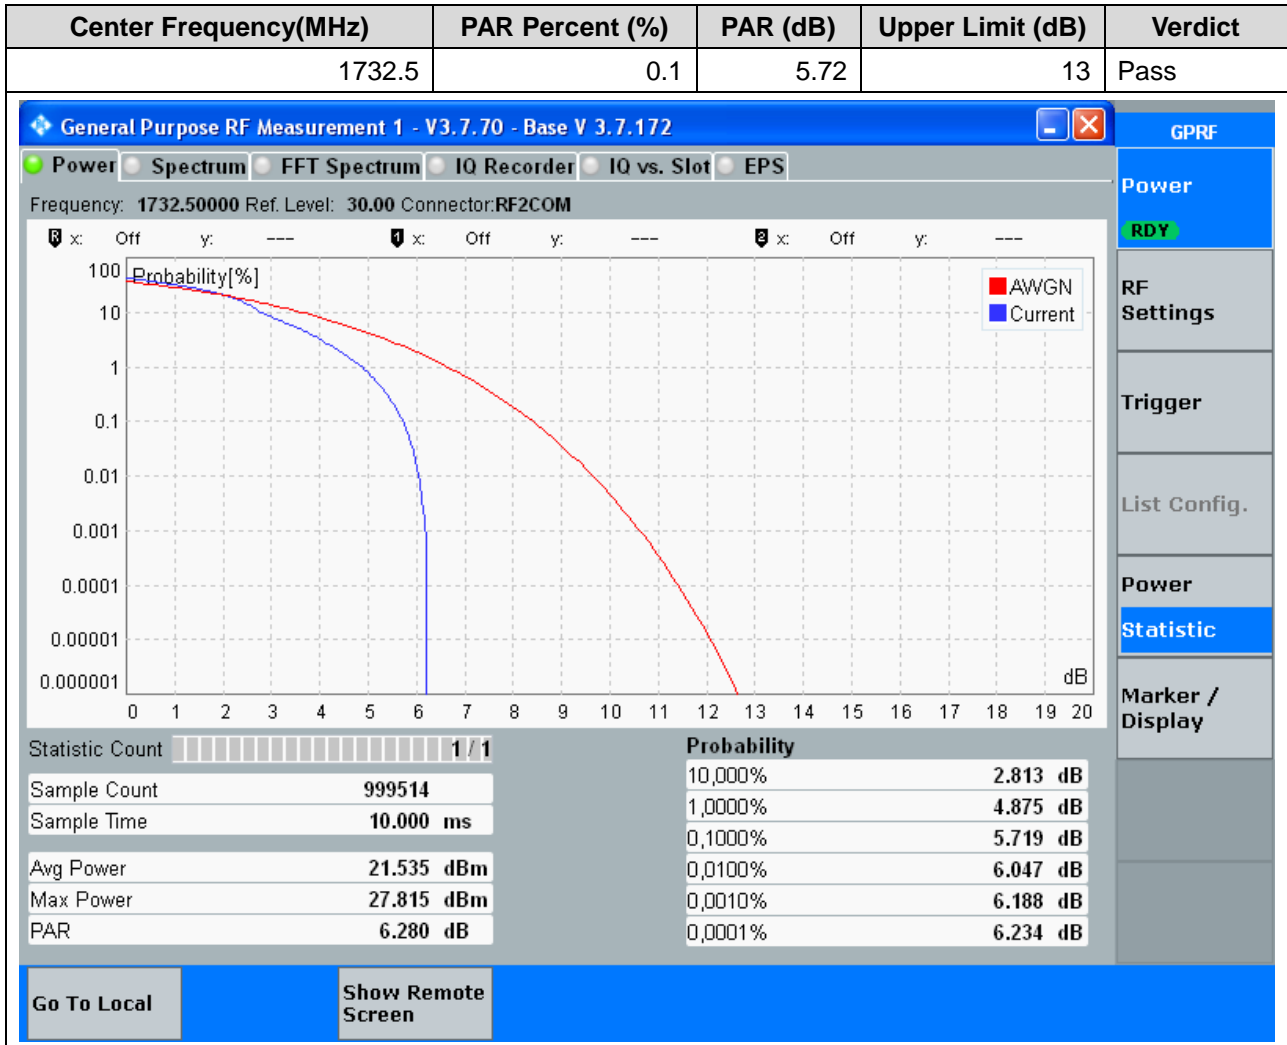 Center Frequency(MHz) PAR Percent (%) PAR (dB) Upper Limit (dB) Verdict
1732.5 0.1 5.72 13 Pass
General Purpose RF Measurement 1 - V3.7.70 - Base V 3.7.172
GPRF
Power Spectrum FFT Spectrum IQ Recorder IQ vs. Slot EPS
Frequency: 1732.50000 Ref. Level: 30.00 Connector:RF2COM
R x: Off y: --- 1 x: Off y: --- 2 x: Off y: ---
Probability[%]
100
10
1
0.1
0.01
0.001
0.0001
0.00001
0.000001
AWGN
Current
dB
0 1 2 3 4 5 6 7 8 9 10 11 12 13 14 15 16 17 18 19 20
Statistic Count 1 / 1
Sample Count 999514
Sample Time 10.000 ms
Avg Power 21.535 dBm
Max Power 27.815 dBm
PAR 6.280 dB
Probability
10,000% 2.813 dB
1,0000% 4.875 dB
0,1000% 5.719 dB
0,0100% 6.047 dB
0,0010% 6.188 dB
0,0001% 6.234 dB
Power
RDY
RF
Settings
Trigger
List Config.
Power
Statistic
Marker /
Display
Go To Local
Show Remote
Screen